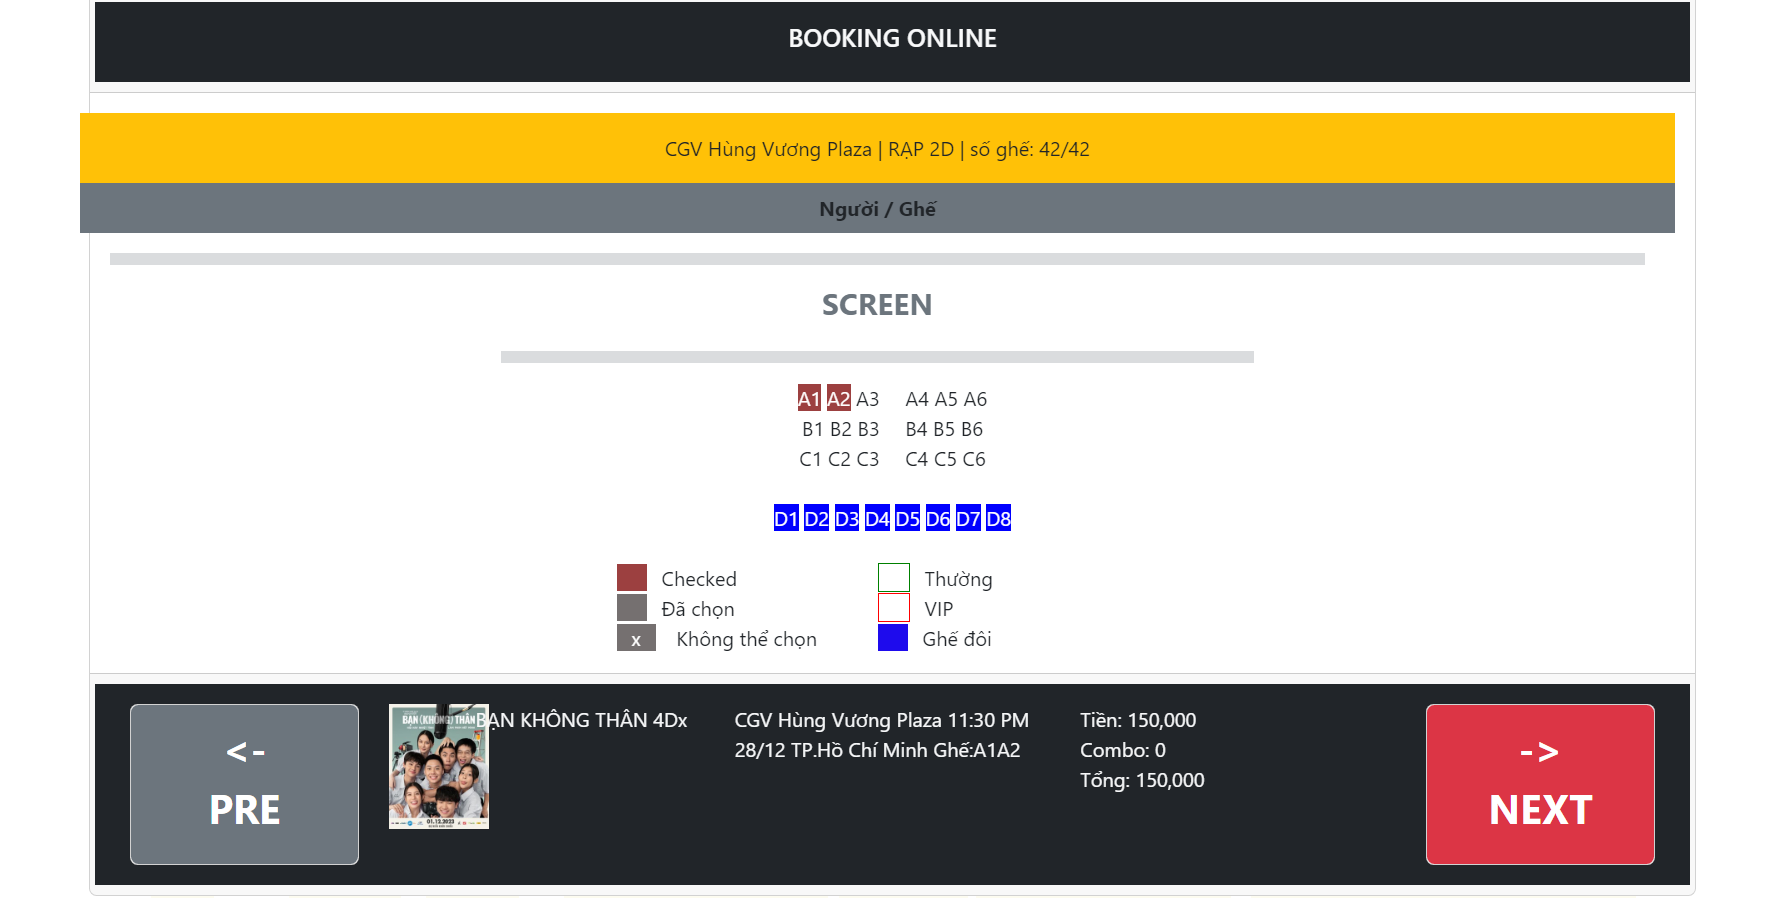 BOOKING ONLINE
CGV Hùng Vương Plaza | RẠP 2D | số ghế: 42/42
Người / Ghế
SCREEN
A1 A2 A3 A4 A5 A6
B1 B2 B3 B4 B5 B6
C1 C2 C3 C4 C5 C6
D1 D2 D3 D4 D5 D6 D7 D8
Checked
Đã chọn
x Không thể chọn
Thường
VIP
Ghế đôi
<-
PRE
BẠN (KHÔNG) THÂN
01.12.2023
BẠN KHÔNG THÂN 4Dx
CGV Hùng Vương Plaza 11:30 PM
28/12 TP.Hồ Chí Minh Ghế:A1A2
Tiền: 150,000
Combo: 0
Tổng: 150,000
->
NEXT